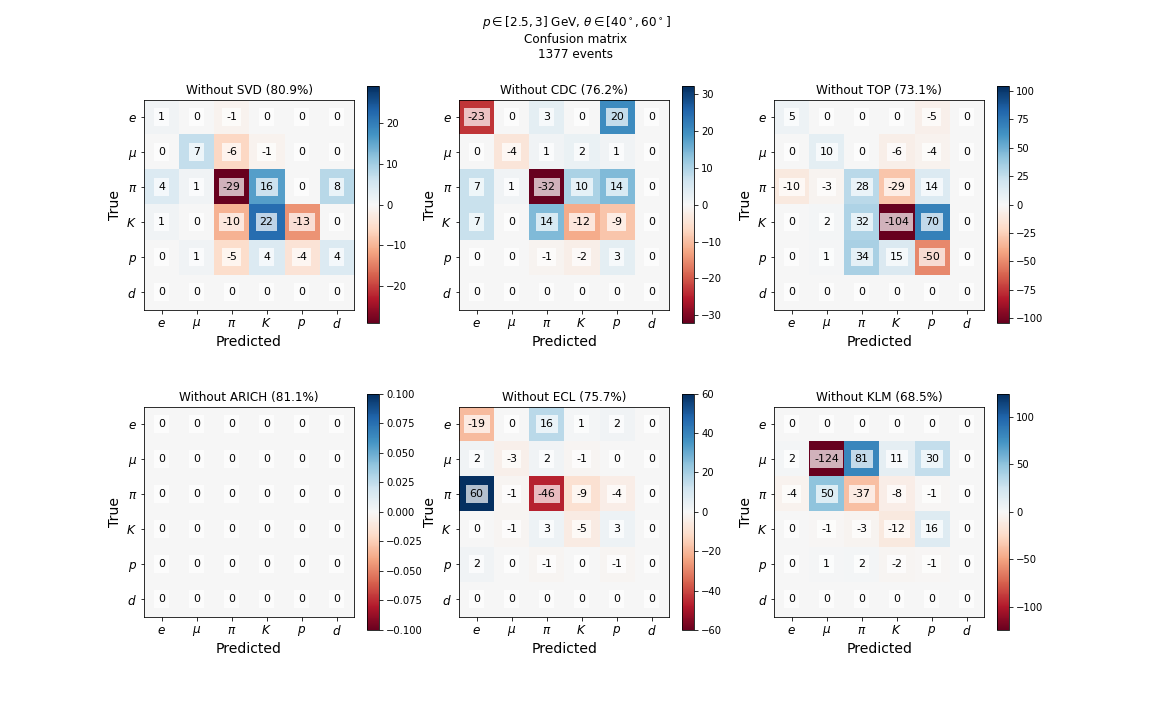 p ∈ [2.5, 3] GeV, θ ∈ [40°, 60°]
Confusion matrix
1377 events
Without SVD (80.9%)
True
e 1 0 -1 0 0 0
μ 0 7 -6 -1 0 0
π 4 1 -29 16 0 8
K 1 0 -10 22 -13 0
p 0 1 -5 4 -4 4
d 0 0 0 0 0 0
e μ π K p d
Predicted
20
10
0
−10
−20
Without CDC (76.2%)
True
e -23 0 3 0 20 0
μ 0 -4 1 2 1 0
π 7 1 -32 10 14 0
K 7 0 14 -12 -9 0
p 0 0 -1 -2 3 0
d 0 0 0 0 0 0
e μ π K p d
Predicted
30
20
10
0
−10
−20
−30
Without TOP (73.1%)
True
e 5 0 0 0 -5 0
μ 0 10 0 -6 -4 0
π -10 -3 28 -29 14 0
K 0 2 32 -104 70 0
p 0 1 34 15 -50 0
d 0 0 0 0 0 0
e μ π K p d
Predicted
100
75
50
25
0
−25
−50
−75
−100
Without ARICH (81.1%)
True
e 0 0 0 0 0 0
μ 0 0 0 0 0 0
π 0 0 0 0 0 0
K 0 0 0 0 0 0
p 0 0 0 0 0 0
d 0 0 0 0 0 0
e μ π K p d
Predicted
0.100
0.075
0.050
0.025
0.000
−0.025
−0.050
−0.075
−0.100
Without ECL (75.7%)
True
e -19 0 16 1 2 0
μ 2 -3 2 -1 0 0
π 60 -1 -46 -9 -4 0
K 0 -1 3 -5 3 0
p 2 0 -1 0 -1 0
d 0 0 0 0 0 0
e μ π K p d
Predicted
60
40
20
0
−20
−40
−60
Without KLM (68.5%)
True
e 0 0 0 0 0 0
μ 2 -124 81 11 30 0
π -4 50 -37 -8 -1 0
K 0 -1 -3 -12 16 0
p 0 1 2 -2 -1 0
d 0 0 0 0 0 0
e μ π K p d
Predicted
100
50
0
−50
−100